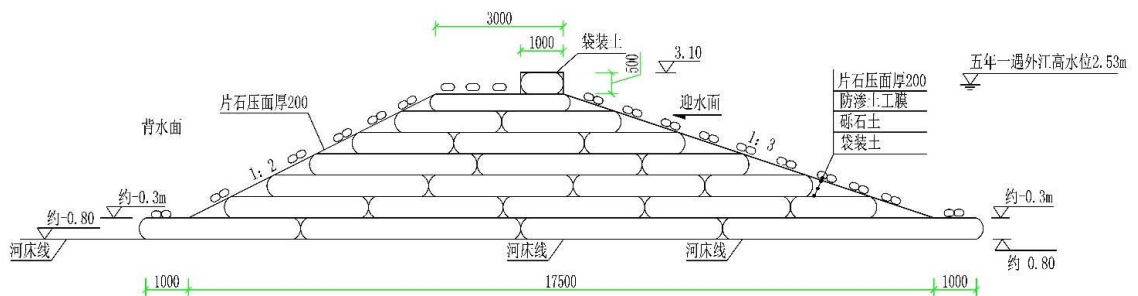 3000
1000
袋装土
500
3.10
五年一遇外江高水位2.53m
片石压面厚200
防渗土工膜
砾石土
袋装土
片石压面厚200
迎水面
背水面
1:2
1:3
约-0.3m
约-0.3m
约-0.80
河床线
河床线
河床线
约 0.80
1000
17500
1000